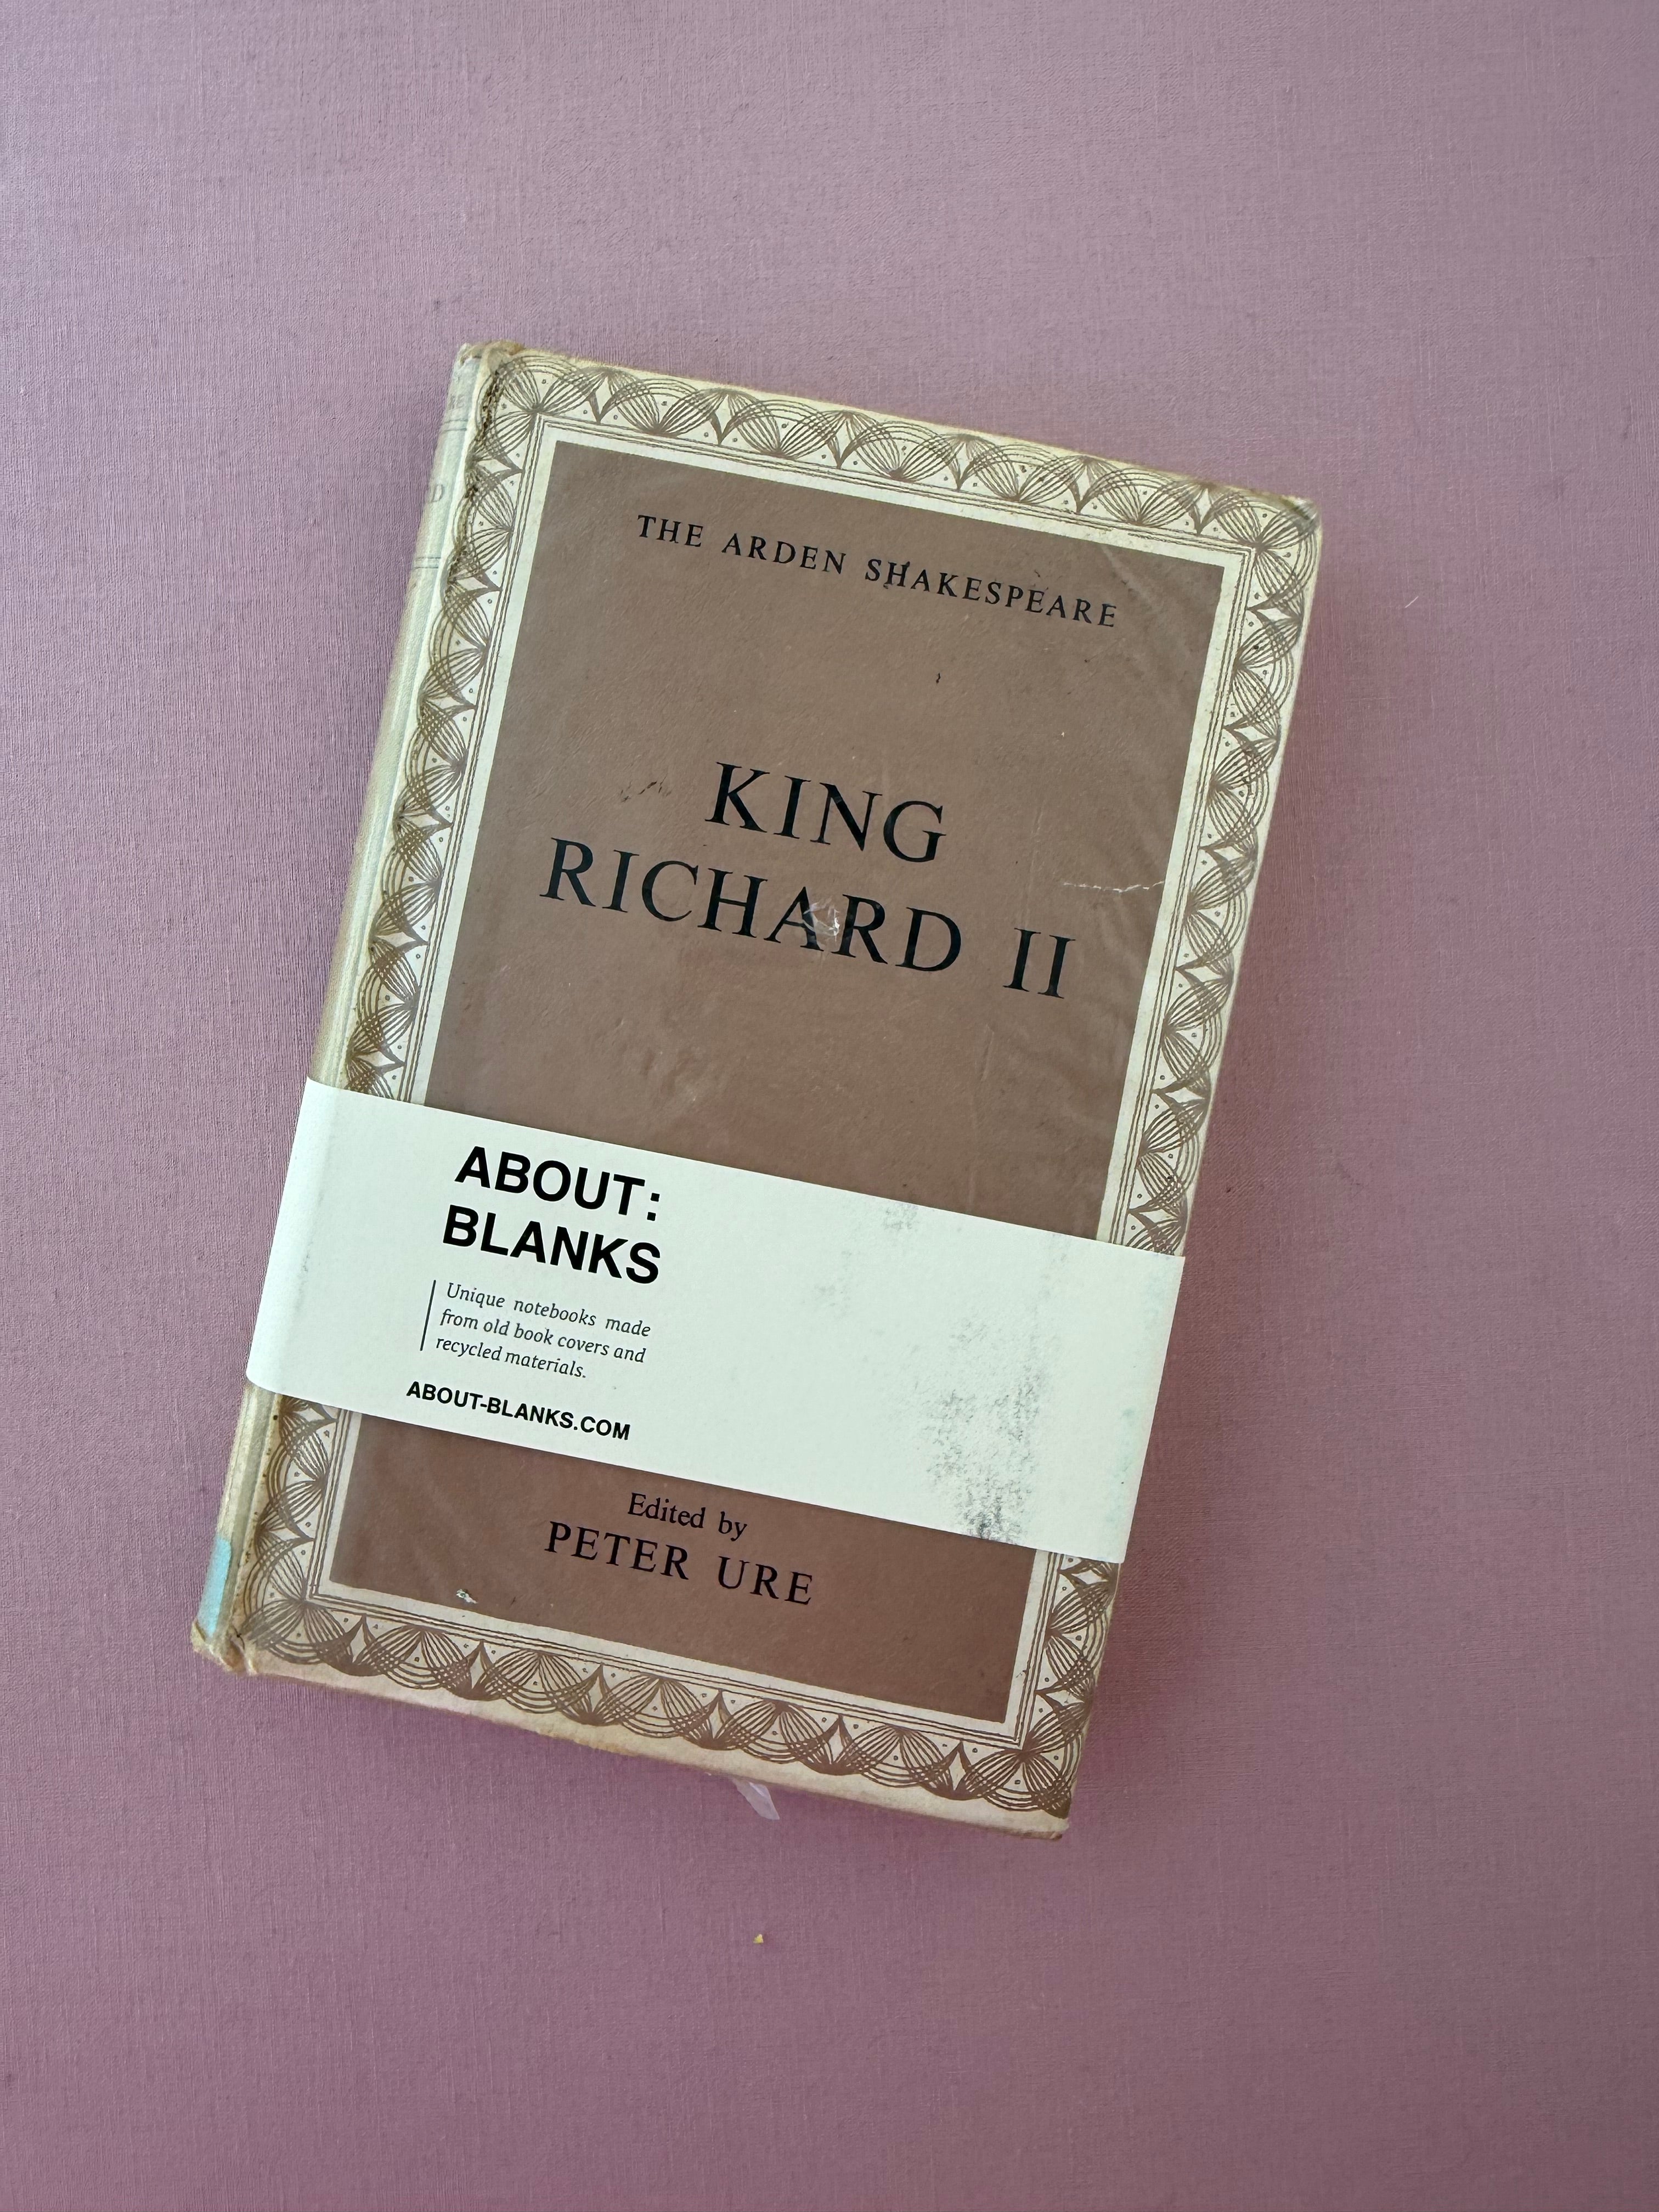 THE ARDEN SHAKESPEARE
KING
RICHARD II
ABOUT:
BLANKS
Unique notebooks made
from old book covers and
recycled materials.
ABOUT-BLANKS.COM
Edited by
PETER URE